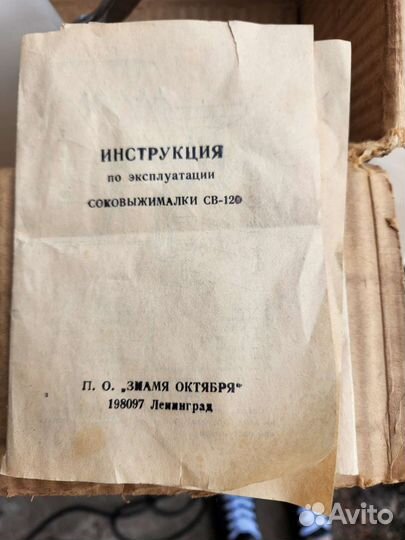 ИНСТРУКЦИЯ
по эксплуатации
СОКОВЫЖИМАЛКИ СВ-120
П. О. „ЗНАМЯ ОКТЯБРЯ“
198097 Ленинград
Avito